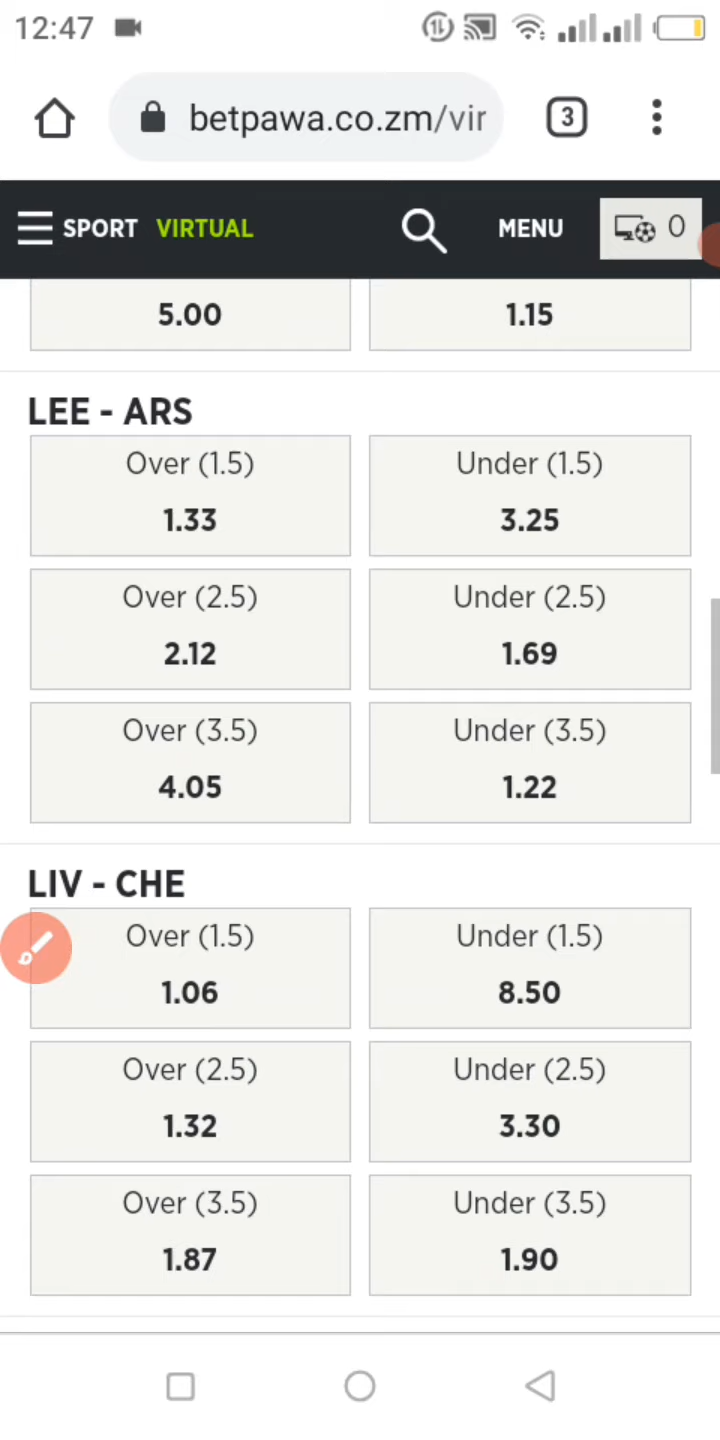 12:47
betpawa.co.zm/vir
3
SPORT VIRTUAL MENU 0
5.00 1.15
LEE - ARS
Over (1.5) Under (1.5)
1.33 3.25
Over (2.5) Under (2.5)
2.12 1.69
Over (3.5) Under (3.5)
4.05 1.22
LIV - CHE
Over (1.5) Under (1.5)
1.06 8.50
Over (2.5) Under (2.5)
1.32 3.30
Over (3.5) Under (3.5)
1.87 1.90